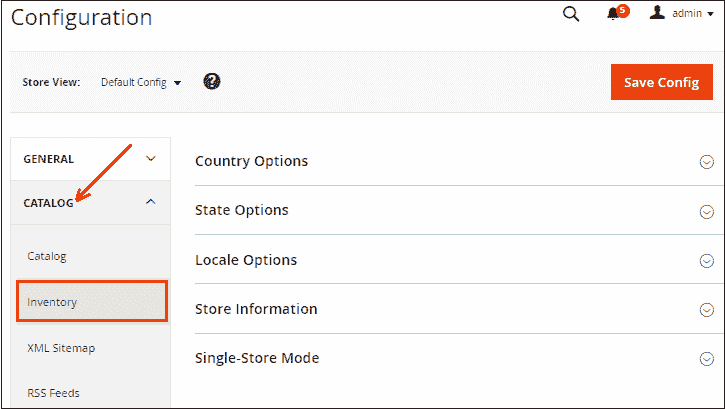 Configuration
5
admin
Store View: Default Config ?
Save Config
GENERAL
CATALOG
Catalog
Inventory
XML Sitemap
RSS Feeds
Country Options
State Options
Locale Options
Store Information
Single-Store Mode